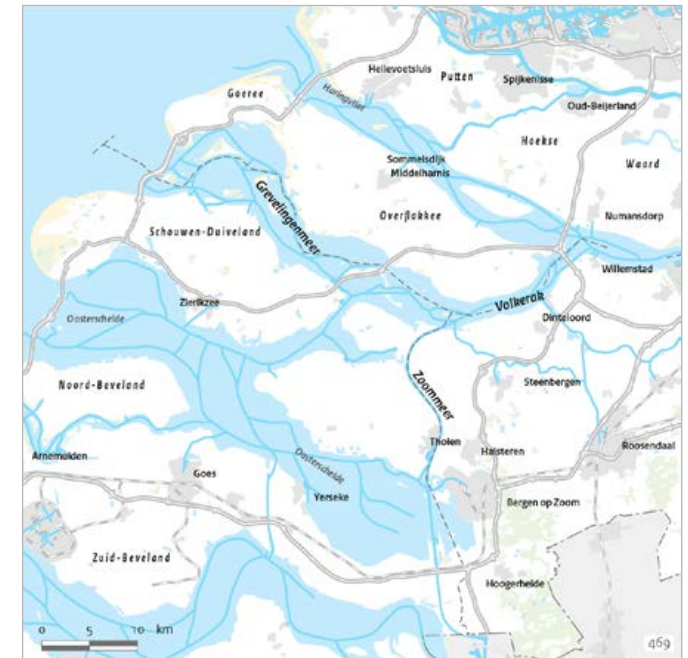 Hellevoetsluis
Putten
Spijkenisse
Goeree
Haringvliet
Oud-Beijerland
Hoekse
Waard
Sommelsdijk
Middelharnis
Grevelingenmeer
Overflakkee
Numansdorp
Schouwen-Duiveland
Willemstad
Volkerak
Zierikzee
Oosterschelde
Dinteloord
Zoommeer
Noord-Beveland
Steenbergen
Tholen
Halsteren
Roosendaal
Arnemuiden
Goes
Oosterschelde
Yerseke
Bergen op Zoom
Zuid-Beveland
Hoogerheide
0 5 10 km
469